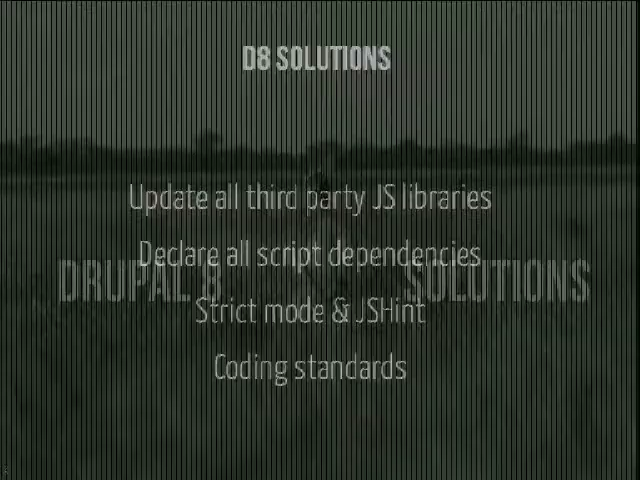 D8 SOLUTIONS
Update all third party JS libraries
Declare all script dependencies
DRUPAL 8 SOLUTIONS
Strict mode & JSHint
Coding standards